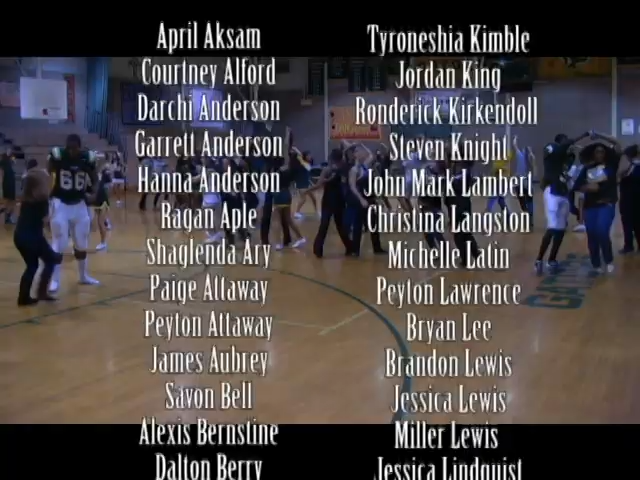 April Aksam
Courtney Alford
Darchi Anderson
Garrett Anderson
Hanna Anderson
Ragan Aple
Shaglenda Ary
Paige Attaway
Peyton Attaway
James Aubrey
Savon Bell
Alexis Bernstine
Dalton Berry
Tyroneshia Kimble
Jordan King
Ronderick Kirkendoll
Steven Knight
John Mark Lambert
Christina Langston
Michelle Latin
Peyton Lawrence
Bryan Lee
Brandon Lewis
Jessica Lewis
Miller Lewis
Jessica Lindquist
66